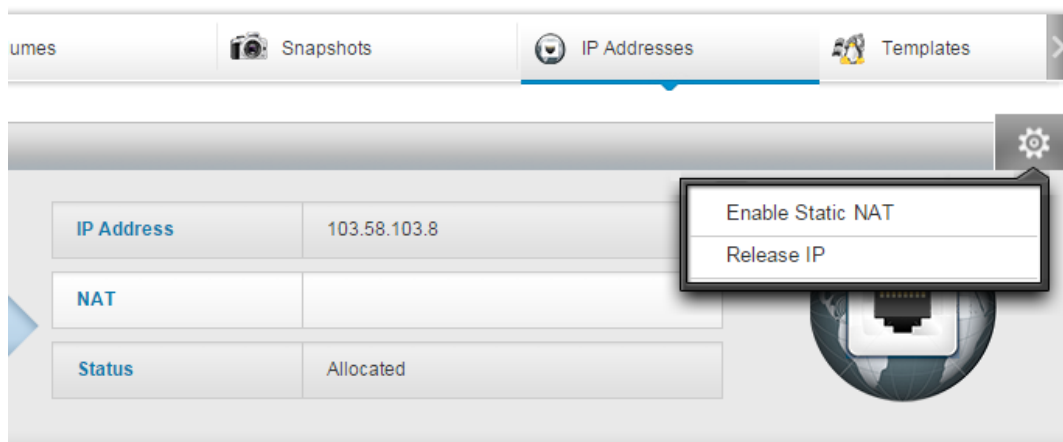 umes
Snapshots
IP Addresses
Templates
Enable Static NAT
Release IP
IP Address 103.58.103.8
NAT
Status Allocated